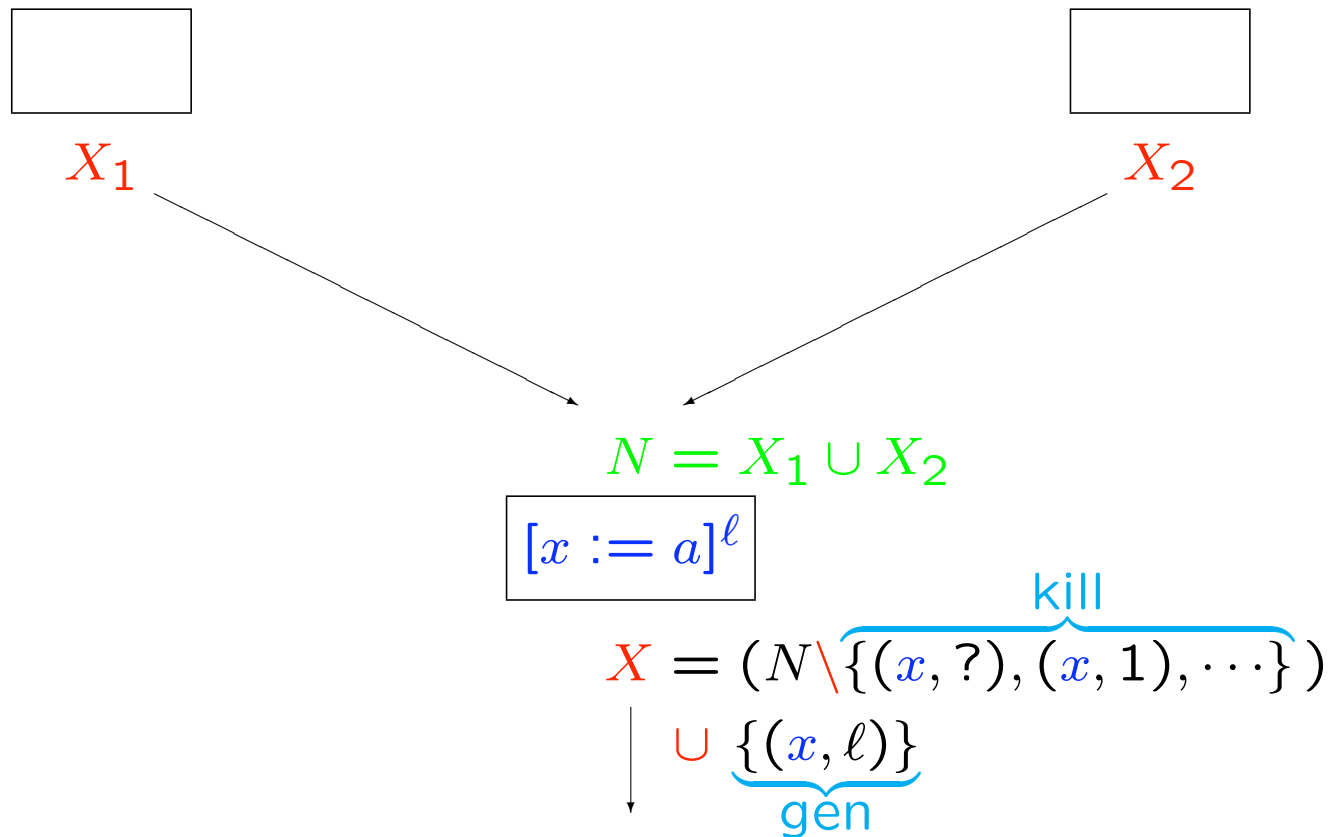 X₁ X₂
N = X₁ ∪ X₂
[x := a]^ℓ
kill
X = (N\{(x, ?), (x, 1), ⋯})
∪ {(x, ℓ)}
gen